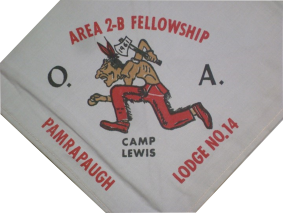 AREA 2-B FELLOWSHIP
O. A.
CAMP
LEWIS
PAMRAPAUGH
LODGE NO. 14